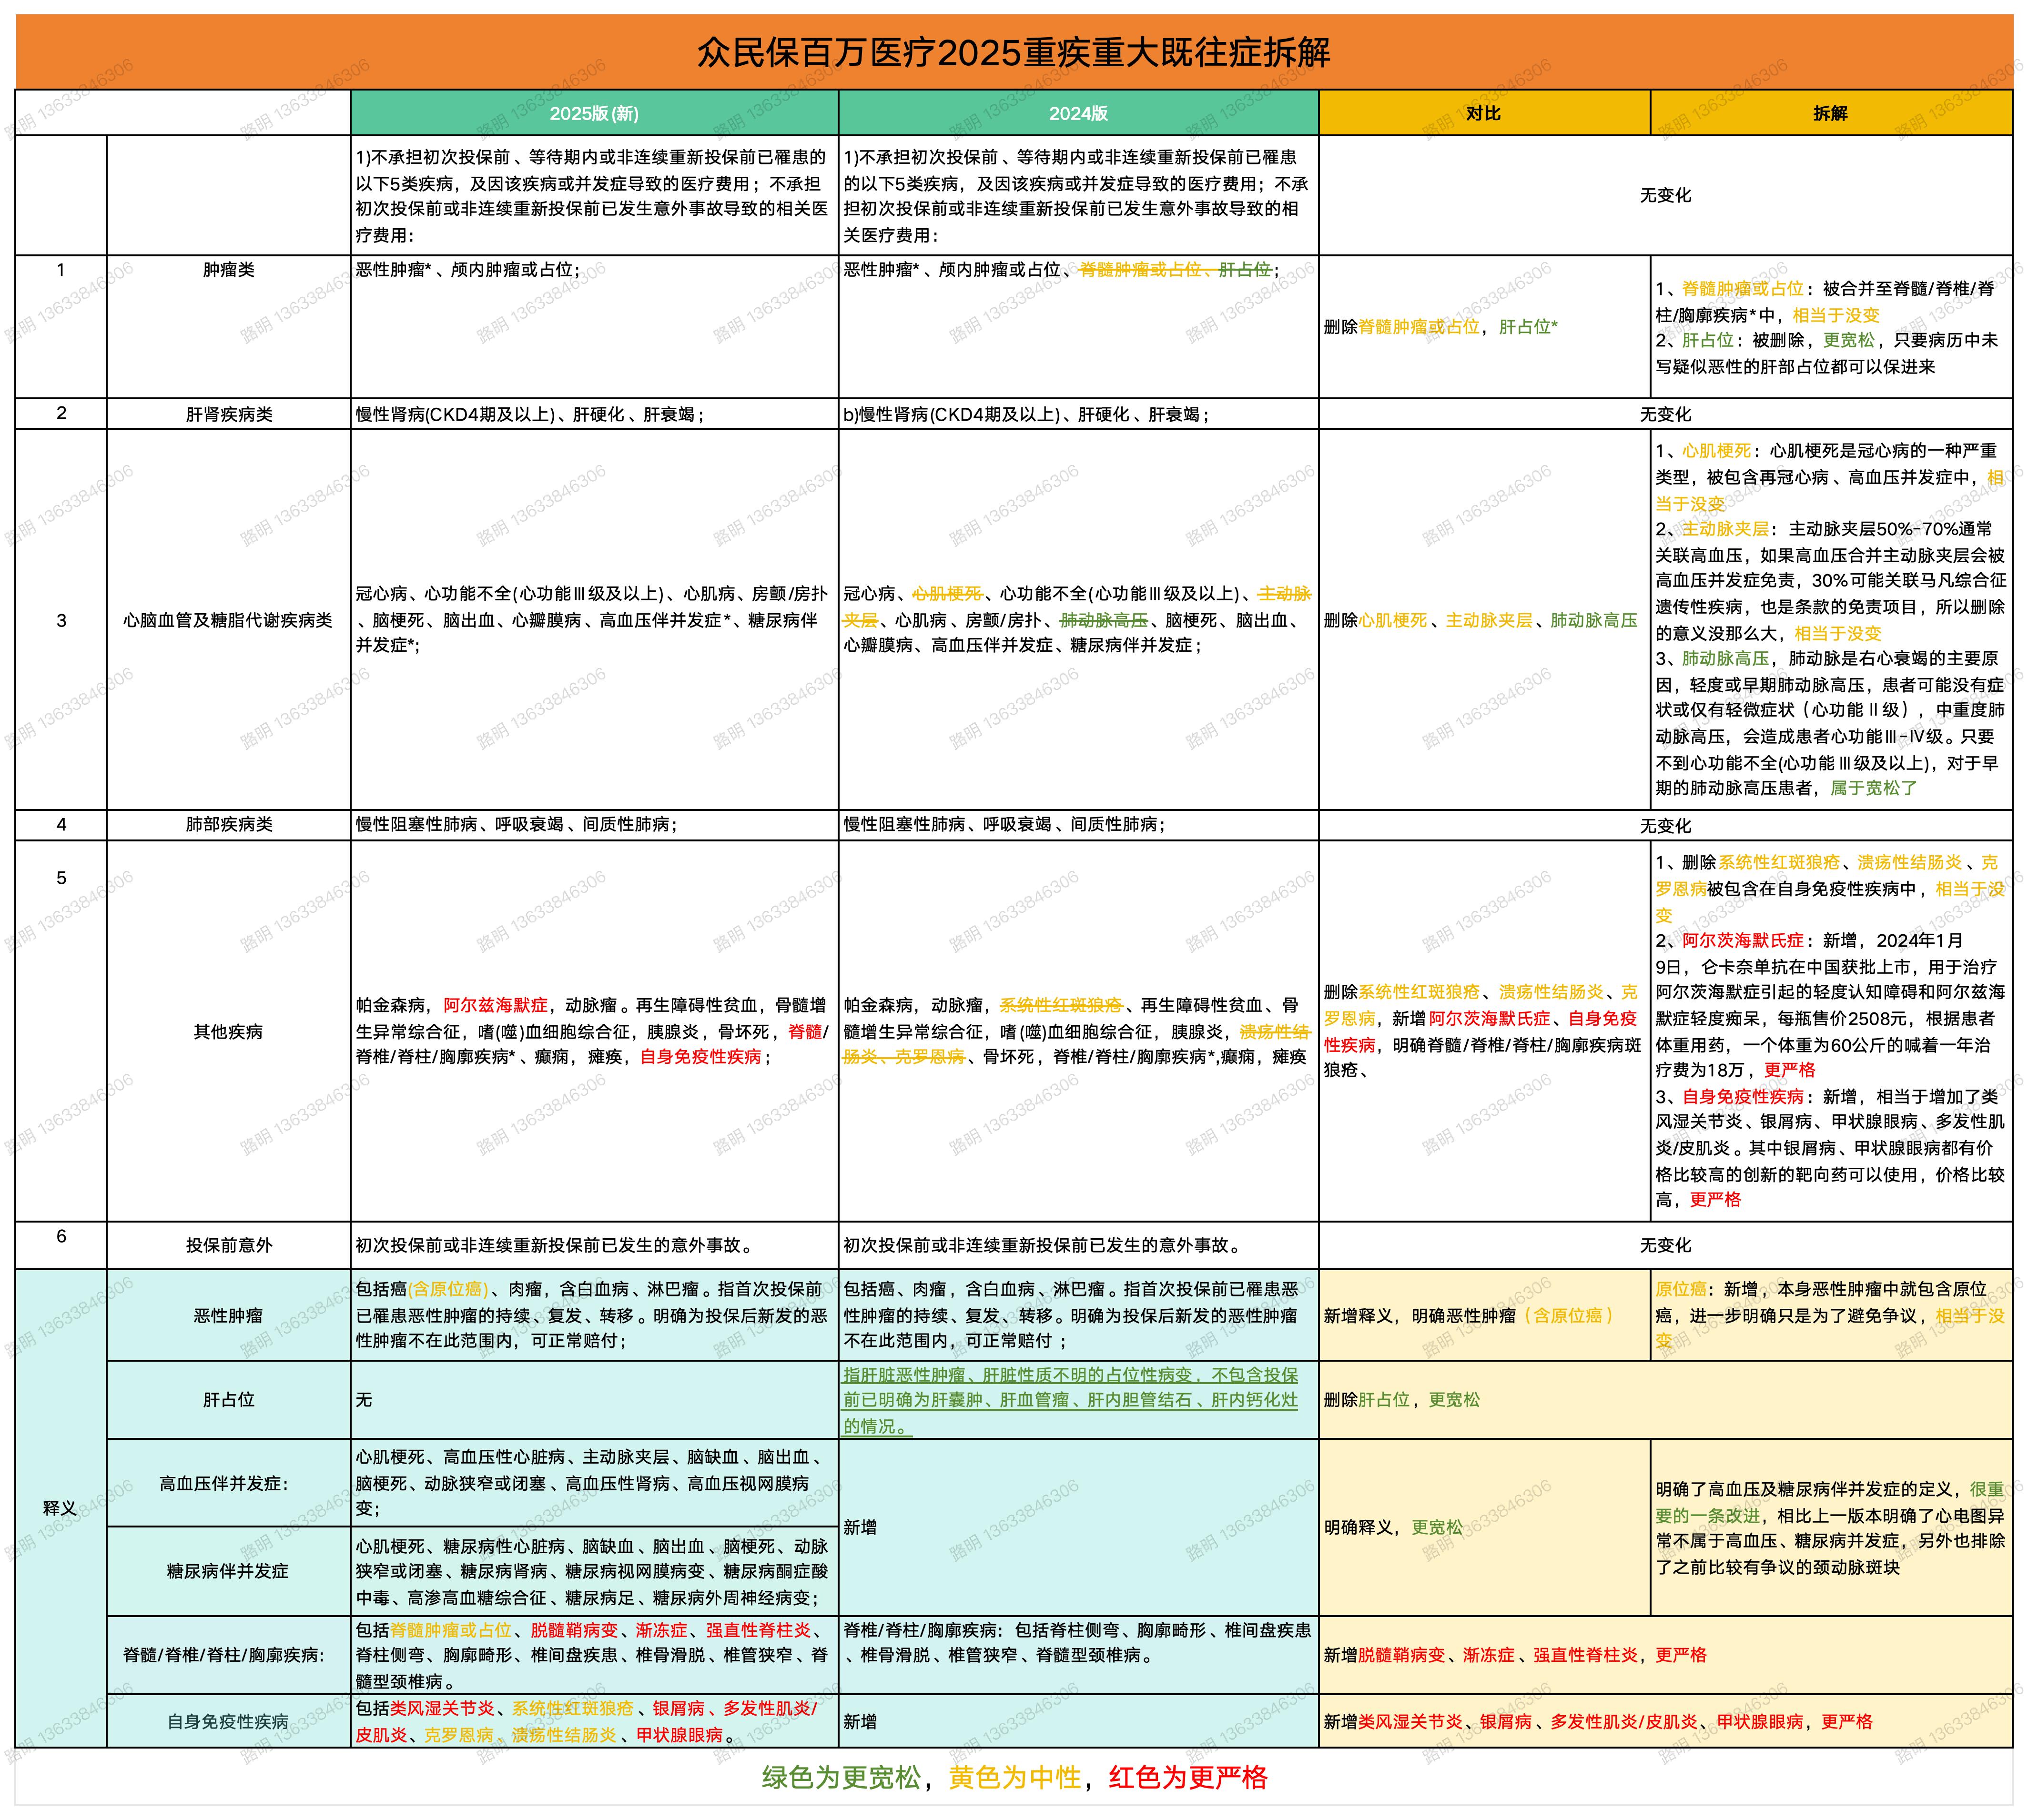 众民保百万医疗2025重疾重大既往症拆解
2025版(新)
2024版
对比
拆解
1)不承担初次投保前、等待期内或非连续重新投保前已罹患的
以下5类疾病，及因该疾病或并发症导致的医疗费用；不承担
初次投保前或非连续重新投保前已发生意外事故导致的相关医
疗费用：
1)不承担初次投保前、等待期内或非连续重新投保前已罹患
的以下5类疾病，及因该疾病或并发症导致的医疗费用；不承
担初次投保前或非连续重新投保前已发生意外事故导致的相
关医疗费用：
无变化
1
肿瘤类
恶性肿瘤*、颅内肿瘤或占位；
恶性肿瘤*、颅内肿瘤或占位、脊髓肿瘤或占位、肝占位；
删除脊髓肿瘤或占位，肝占位*
1、脊髓肿瘤或占位：被合并至脊髓/脊椎/脊
柱/胸廓疾病*中，相当于没变
2、肝占位：被删除，更宽松，只要病历中未
写疑似恶性的肝部占位都可以保进来
2
肝肾疾病类
慢性肾病(CKD4期及以上)、肝硬化、肝衰竭；
b)慢性肾病(CKD4期及以上)、肝硬化、肝衰竭；
无变化
3
心脑血管及糖脂代谢疾病类
冠心病、心功能不全(心功能Ⅲ级及以上)、心肌病、房颤/房扑
、脑梗死、脑出血、心瓣膜病、高血压伴并发症*、糖尿病伴
并发症*;
冠心病、心肌梗死、心功能不全(心功能Ⅲ级及以上)、主动脉
夹层、心肌病、房颤/房扑、肺动脉高压、脑梗死、脑出血、
心瓣膜病、高血压伴并发症、糖尿病伴并发症；
删除心肌梗死、主动脉夹层、肺动脉高压
1、心肌梗死：心肌梗死是冠心病的一种严重
类型，被包含再冠心病、高血压并发症中，相
当于没变
2、主动脉夹层：主动脉夹层50%-70%通常
关联高血压，如果高血压合并主动脉夹层会被
高血压并发症免责，30%可能关联马凡综合征
遗传性疾病，也是条款的免责项目，所以删除
的意义没那么大，相当于没变
3、肺动脉高压，肺动脉是右心衰竭的主要原
因，轻度或早期肺动脉高压，患者可能没有症
状或仅有轻微症状（心功能Ⅱ级），中重度肺
动脉高压，会造成患者心功能Ⅲ-Ⅳ级。只要
不到心功能不全(心功能Ⅲ级及以上)，对于早
期的肺动脉高压患者，属于宽松了
4
肺部疾病类
慢性阻塞性肺病、呼吸衰竭、间质性肺病；
慢性阻塞性肺病、呼吸衰竭、间质性肺病；
无变化
5
其他疾病
帕金森病，阿尔兹海默症，动脉瘤。再生障碍性贫血，骨髓增
生异常综合征，嗜(噬)血细胞综合征，胰腺炎，骨坏死，脊髓/
脊椎/脊柱/胸廓疾病*、癫痫，瘫痪，自身免疫性疾病；
帕金森病，动脉瘤，系统性红斑狼疮、再生障碍性贫血、骨
髓增生异常综合征，嗜(噬)血细胞综合征，胰腺炎，溃疡性结
肠炎、克罗恩病、骨坏死，脊椎/脊柱/胸廓疾病*,癫痫，瘫痪
删除系统性红斑狼疮、溃疡性结肠炎、克
罗恩病，新增阿尔茨海默氏症、自身免疫
性疾病，明确脊髓/脊椎/脊柱/胸廓疾病斑
狼疮、
1、删除系统性红斑狼疮、溃疡性结肠炎、克
罗恩病被包含在自身免疫性疾病中，相当于没
变
2、阿尔茨海默氏症：新增，2024年1月
9日，仑卡奈单抗在中国获批上市，用于治疗
阿尔茨海默症引起的轻度认知障碍和阿尔兹海
默症轻度痴呆，每瓶售价2508元，根据患者
体重用药，一个体重为60公斤的喊着一年治
疗费为18万，更严格
3、自身免疫性疾病：新增，相当于增加了类
风湿关节炎、银屑病、甲状腺眼病、多发性肌
炎/皮肌炎。其中银屑病、甲状腺眼病都有价
格比较高的创新的靶向药可以使用，价格比较
高，更严格
6
投保前意外
初次投保前或非连续重新投保前已发生的意外事故。
初次投保前或非连续重新投保前已发生的意外事故。
无变化
释义
恶性肿瘤
包括癌(含原位癌)、肉瘤，含白血病、淋巴瘤。指首次投保前
已罹患恶性肿瘤的持续、复发、转移。明确为投保后新发的恶
性肿瘤不在此范围内，可正常赔付；
包括癌、肉瘤，含白血病、淋巴瘤。指首次投保前已罹患恶
性肿瘤的持续、复发、转移。明确为投保后新发的恶性肿瘤
不在此范围内，可正常赔付；
新增释义，明确恶性肿瘤（含原位癌）
原位癌：新增，本身恶性肿瘤中就包含原位
癌，进一步明确只是为了避免争议，相当于没
变
肝占位
无
指肝脏恶性肿瘤、肝脏性质不明的占位性病变，不包含投保
前已明确为肝囊肿、肝血管瘤、肝内胆管结石、肝内钙化灶
的情况。
删除肝占位，更宽松
高血压伴并发症：
心肌梗死、高血压性心脏病、主动脉夹层、脑缺血、脑出血、
脑梗死、动脉狭窄或闭塞、高血压性肾病、高血压视网膜病
变；
新增
明确释义，更宽松
明确了高血压及糖尿病伴并发症的定义，很重
要的一条改进，相比上一版本明确了心电图异
常不属于高血压、糖尿病并发症，另外也排除
了之前比较有争议的颈动脉斑块
糖尿病伴并发症
心肌梗死、糖尿病性心脏病、脑缺血、脑出血、脑梗死、动脉
狭窄或闭塞、糖尿病肾病、糖尿病视网膜病变、糖尿病酮症酸
中毒、高渗高血糖综合征、糖尿病足、糖尿病外周神经病变；
脊髓/脊椎/脊柱/胸廓疾病：
包括脊髓肿瘤或占位、脱髓鞘病变、渐冻症、强直性脊柱炎、
脊柱侧弯、胸廓畸形、椎间盘疾患、椎骨滑脱、椎管狭窄、脊
髓型颈椎病。
脊椎/脊柱/胸廓疾病：包括脊柱侧弯、胸廓畸形、椎间盘疾患
、椎骨滑脱、椎管狭窄、脊髓型颈椎病。
新增脱髓鞘病变、渐冻症、强直性脊柱炎，更严格
自身免疫性疾病
包括类风湿关节炎、系统性红斑狼疮、银屑病、多发性肌炎/
皮肌炎、克罗恩病、溃疡性结肠炎、甲状腺眼病。
新增
新增类风湿关节炎、银屑病、多发性肌炎/皮肌炎、甲状腺眼病，更严格
绿色为更宽松，黄色为中性，红色为更严格
路明 13633846306